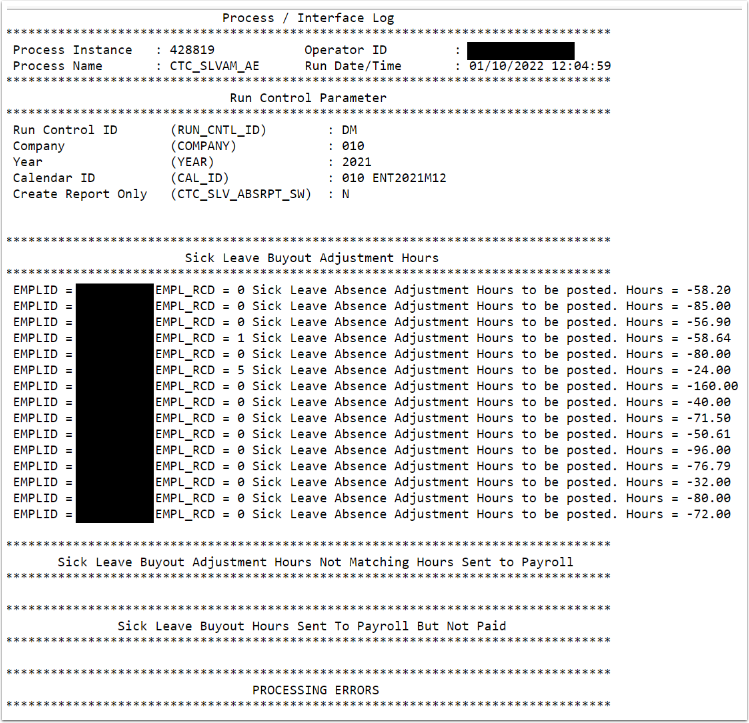 Process / Interface Log
*********************************************************************************
Process Instance   : 428819            Operator ID         :
Process Name       : CTC_SLVAM_AE      Run Date/Time       : 01/10/2022 12:04:59
*********************************************************************************
Run Control Parameter
*********************************************************************************
Run Control ID       (RUN_CNTL_ID)        : DM
Company              (COMPANY)            : 010
Year                 (YEAR)               : 2021
Calendar ID          (CAL_ID)             : 010 ENT2021M12
Create Report Only   (CTC_SLV_ABSRPT_SW)  : N
*********************************************************************************
Sick Leave Buyout Adjustment Hours
*********************************************************************************
EMPLID = EMPL_RCD = 0 Sick Leave Absence Adjustment Hours to be posted. Hours = -58.20
EMPLID = EMPL_RCD = 0 Sick Leave Absence Adjustment Hours to be posted. Hours = -85.00
EMPLID = EMPL_RCD = 0 Sick Leave Absence Adjustment Hours to be posted. Hours = -56.90
EMPLID = EMPL_RCD = 1 Sick Leave Absence Adjustment Hours to be posted. Hours = -58.64
EMPLID = EMPL_RCD = 0 Sick Leave Absence Adjustment Hours to be posted. Hours = -80.00
EMPLID = EMPL_RCD = 5 Sick Leave Absence Adjustment Hours to be posted. Hours = -24.00
EMPLID = EMPL_RCD = 0 Sick Leave Absence Adjustment Hours to be posted. Hours = -160.00
EMPLID = EMPL_RCD = 0 Sick Leave Absence Adjustment Hours to be posted. Hours = -40.00
EMPLID = EMPL_RCD = 0 Sick Leave Absence Adjustment Hours to be posted. Hours = -71.50
EMPLID = EMPL_RCD = 0 Sick Leave Absence Adjustment Hours to be posted. Hours = -50.61
EMPLID = EMPL_RCD = 0 Sick Leave Absence Adjustment Hours to be posted. Hours = -96.00
EMPLID = EMPL_RCD = 0 Sick Leave Absence Adjustment Hours to be posted. Hours = -76.79
EMPLID = EMPL_RCD = 0 Sick Leave Absence Adjustment Hours to be posted. Hours = -32.00
EMPLID = EMPL_RCD = 0 Sick Leave Absence Adjustment Hours to be posted. Hours = -80.00
EMPLID = EMPL_RCD = 0 Sick Leave Absence Adjustment Hours to be posted. Hours = -72.00
*********************************************************************************
Sick Leave Buyout Adjustment Hours Not Matching Hours Sent to Payroll
*********************************************************************************
*********************************************************************************
Sick Leave Buyout Hours Sent To Payroll But Not Paid
*********************************************************************************
*********************************************************************************
PROCESSING ERRORS
*********************************************************************************